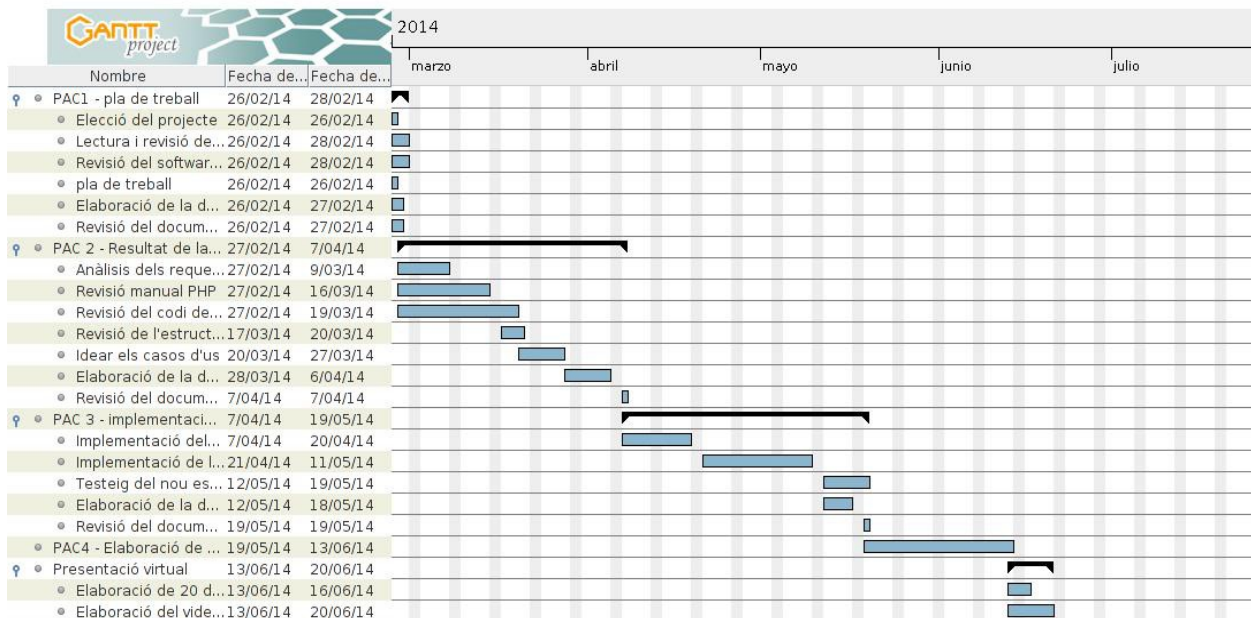 GANTT
project
2014
marzo abril mayo junio julio
Nombre Fecha de... Fecha de...
PAC1 - pla de treball 26/02/14 28/02/14
Elecció del projecte 26/02/14 26/02/14
Lectura i revisió de... 26/02/14 28/02/14
Revisió del softwar... 26/02/14 28/02/14
pla de treball 26/02/14 26/02/14
Elaboració de la d... 26/02/14 27/02/14
Revisió del docum... 26/02/14 27/02/14
PAC 2 - Resultat de la... 27/02/14 7/04/14
Anàlisis dels reque... 27/02/14 9/03/14
Revisió manual PHP 27/02/14 16/03/14
Revisió del codi de... 27/02/14 19/03/14
Revisió de l'estruct... 17/03/14 20/03/14
Idear els casos d'us 20/03/14 27/03/14
Elaboració de la d... 28/03/14 6/04/14
Revisió del docum... 7/04/14 7/04/14
PAC 3 - implementaci... 7/04/14 19/05/14
Implementació del... 7/04/14 20/04/14
Implementació de l... 21/04/14 11/05/14
Testeig del nou es... 12/05/14 19/05/14
Elaboració de la d... 12/05/14 18/05/14
Revisió del docum... 19/05/14 19/05/14
PAC4 - Elaboració de ... 19/05/14 13/06/14
Presentació virtual 13/06/14 20/06/14
Elaboració de 20 d... 13/06/14 16/06/14
Elaboració del vide... 13/06/14 20/06/14